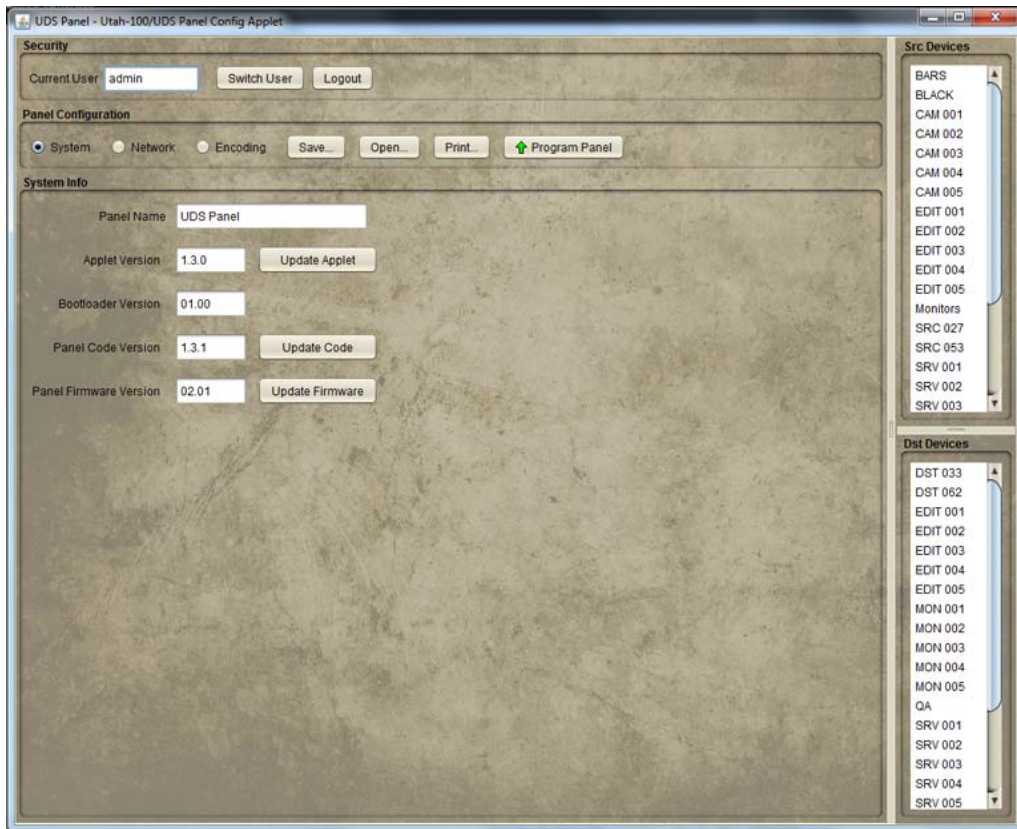 UDS Panel - Utah-100/UDS Panel Config Applet
Security
Current User admin Switch User Logout
Panel Configuration
System Network Encoding Save... Open... Print... Program Panel
System Info
Panel Name UDS Panel
Applet Version 1.3.0 Update Applet
Bootloader Version 01.00
Panel Code Version 1.3.1 Update Code
Panel Firmware Version 02.01 Update Firmware
Src Devices
BARS
BLACK
CAM 001
CAM 002
CAM 003
CAM 004
CAM 005
EDIT 001
EDIT 002
EDIT 003
EDIT 004
EDIT 005
Monitors
SRC 027
SRC 053
SRV 001
SRV 002
SRV 003
Dst Devices
DST 033
DST 062
EDIT 001
EDIT 002
EDIT 003
EDIT 004
EDIT 005
MON 001
MON 002
MON 003
MON 004
MON 005
QA
SRV 001
SRV 002
SRV 003
SRV 004
SRV 005